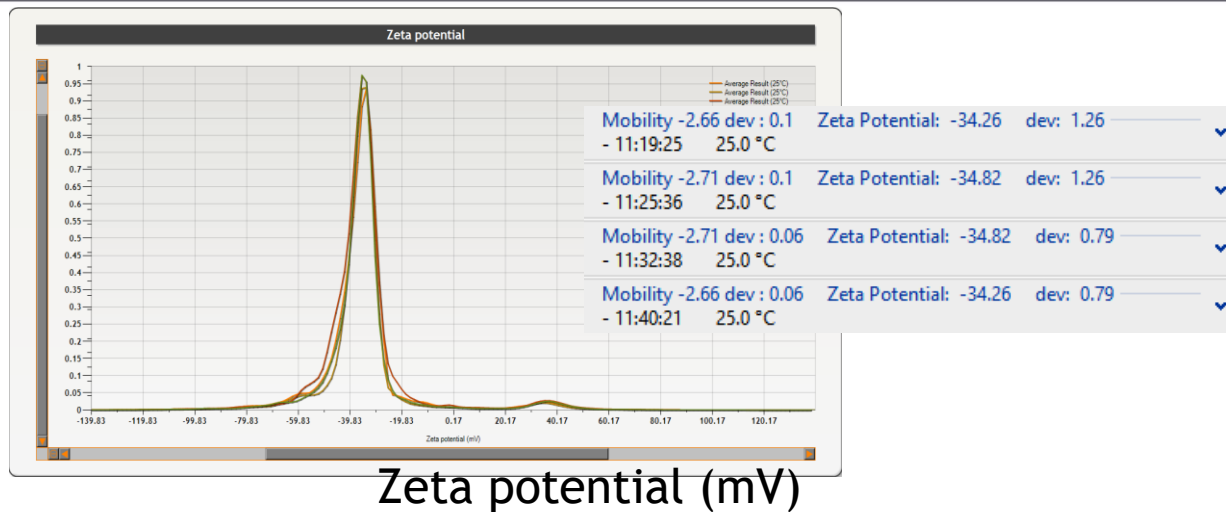 Zeta potential
1
0.95
0.9
0.85
0.8
0.75
0.7
0.65
0.6
0.55
0.5
0.45
0.4
0.35
0.3
0.25
0.2
0.15
0.1
0.05
0
-139.83 -119.83 -99.83 -79.83 -59.83 -39.83 -19.83 0.17 20.17 40.17 60.17 80.17 100.17 120.17
Zeta potential (mV)
Average Result (25°C)
Average Result (25°C)
Average Result (25°C)
Mobility -2.66 dev : 0.1 Zeta Potential: -34.26 dev: 1.26
- 11:19:25 25.0 °C
Mobility -2.71 dev : 0.1 Zeta Potential: -34.82 dev: 1.26
- 11:25:36 25.0 °C
Mobility -2.71 dev : 0.06 Zeta Potential: -34.82 dev: 0.79
- 11:32:38 25.0 °C
Mobility -2.66 dev : 0.06 Zeta Potential: -34.26 dev: 0.79
- 11:40:21 25.0 °C
Zeta potential (mV)